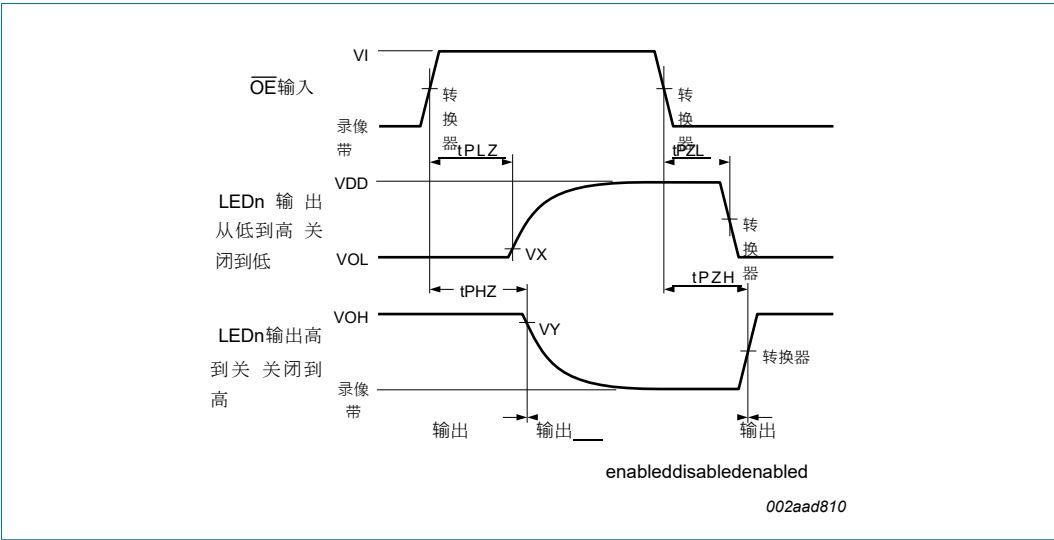 VI
OE输入
转
换
器
转
换
器
录像
带
tPLZ
tPZL
VDD
LEDn 输 出
从低到高 关
闭到低
转
换
器
VOL
VX
tPZH
tPHZ
VOH
VY
LEDn输出高
到关 关闭到
高
转换器
录像
带
输出
输出
输出
enableddisabledenabled
002aad810